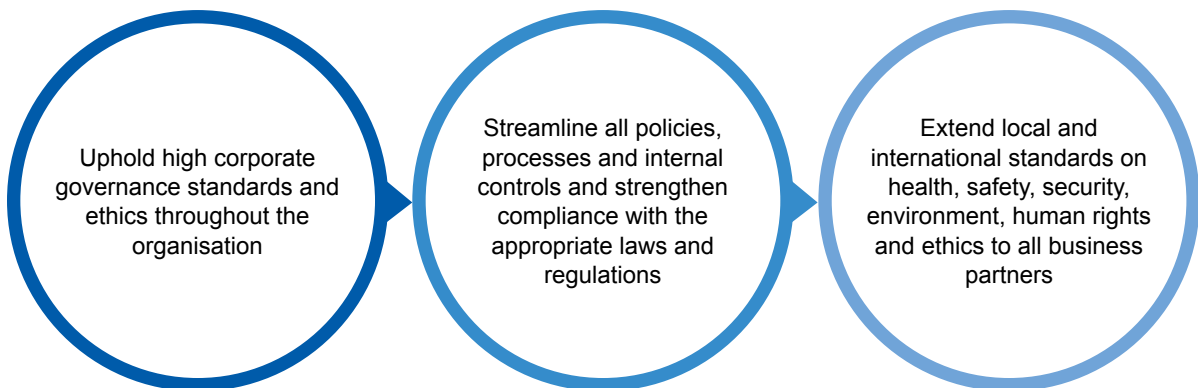 Uphold high corporate
governance standards and
ethics throughout the
organisation
Streamline all policies,
processes and internal
controls and strengthen
compliance with the
appropriate laws and
regulations
Extend local and
international standards on
health, safety, security,
environment, human rights
and ethics to all business
partners